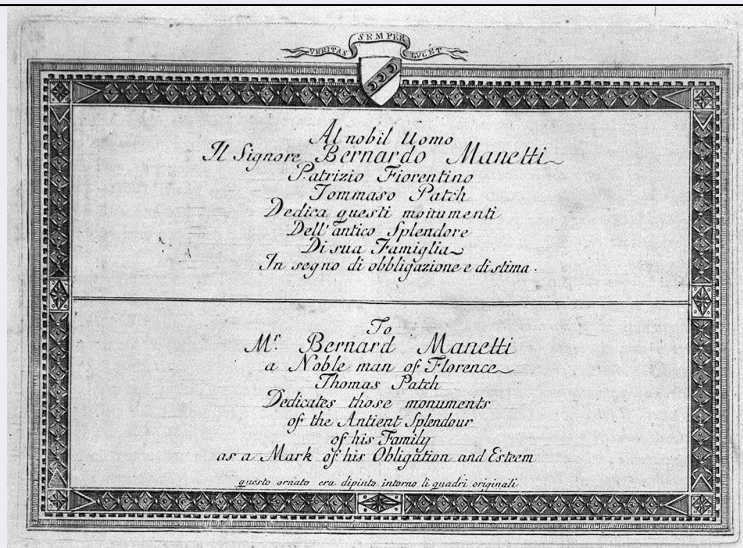 VERITAS SEMPER LVCET
Al nobil Uomo
Il Signore Bernardo Manetti
Patrizio Fiorentino
Tommaso Patch
Dedica questi monumenti
Dell'antico Splendore
Di sua Famiglia
In segno di obbligazione e di stima.
To
Mr. Bernard Manetti
a Noble man of Florence
Thomas Patch
Dedicates those monuments
of the Antient Splendour
of his Family
as a Mark of his Obligation and Esteem
questo ornato era dipinto intorno li quadri originali